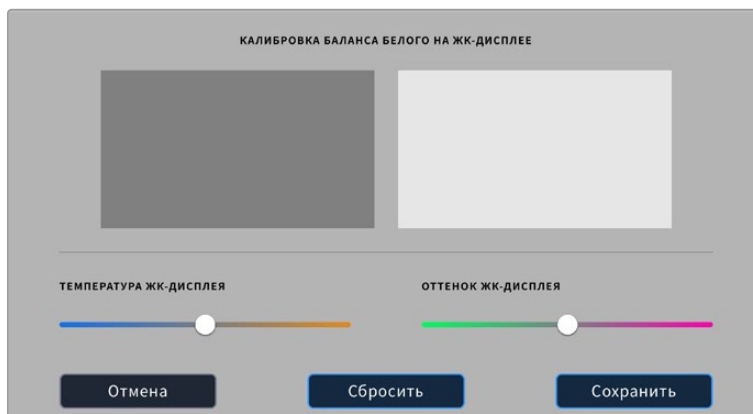 КАЛИБРОВКА БАЛАНСА БЕЛОГО НА ЖК-ДИСПЛЕЕ
ТЕМПЕРАТУРА ЖК-ДИСПЛЕЯ
ОТТЕНОК ЖК-ДИСПЛЕЯ
Отмена
Сбросить
Сохранить